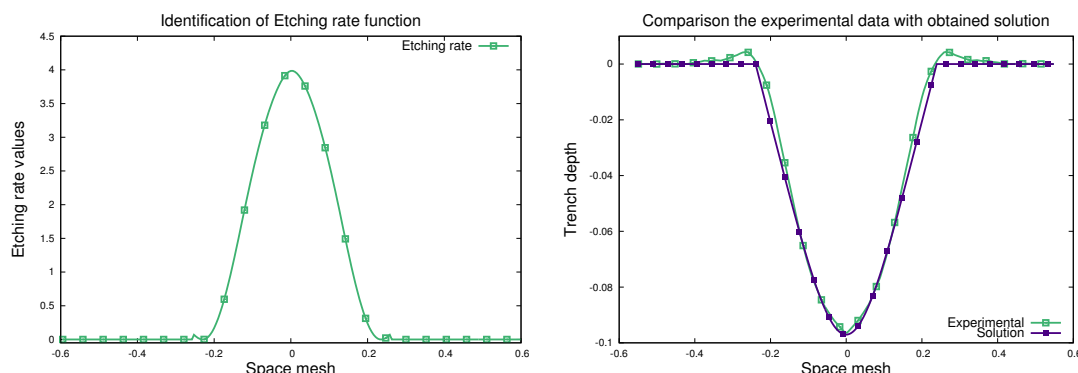 Identification of Etching rate function
4.5
4
3.5
3
2.5
2
1.5
1
0.5
0
Etching rate values
Etching rate
-0.6 -0.4 -0.2 0 0.2 0.4 0.6
Space mesh
Comparison the experimental data with obtained solution
0
-0.02
-0.04
-0.06
-0.08
-0.1
Trench depth
Experimental
Solution
-0.6 -0.4 -0.2 0 0.2 0.4 0.6
Space mesh